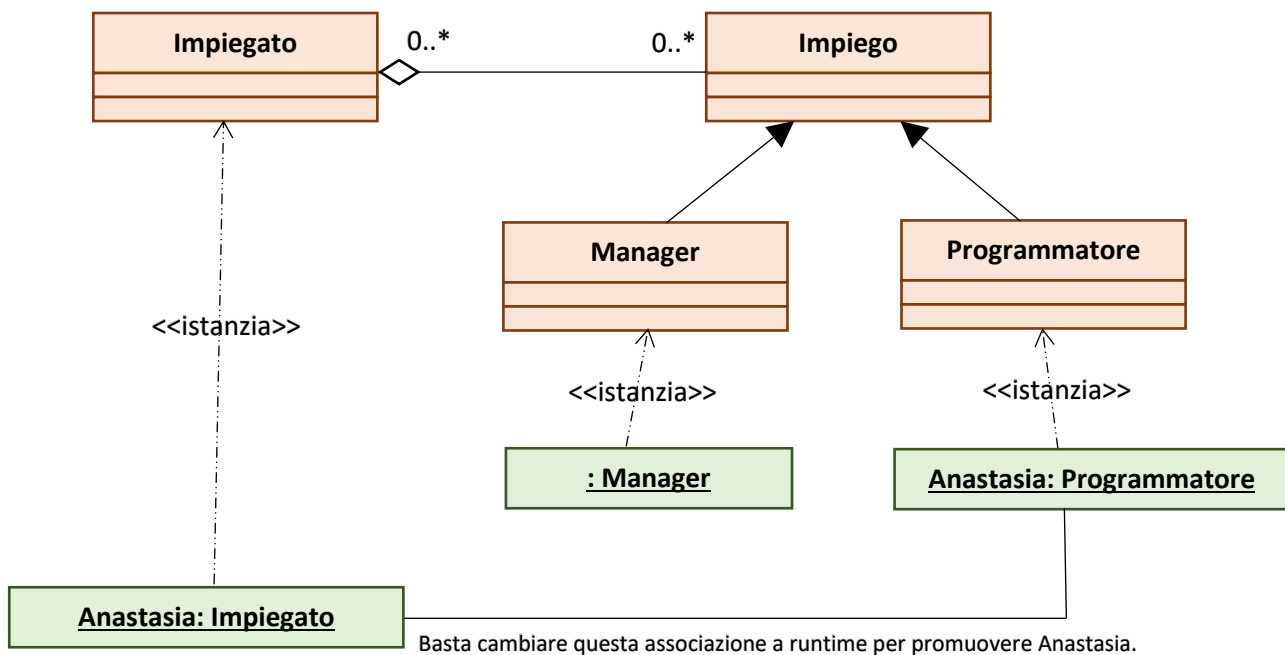 Impiegato
0..*
0..*
Impiego
Manager
Programmatore
<<istanzia>>
<<istanzia>>
<<istanzia>>
: Manager
Anastasia: Programmatore
Anastasia: Impiegato
Basta cambiare questa associazione a runtime per promuovere Anastasia.